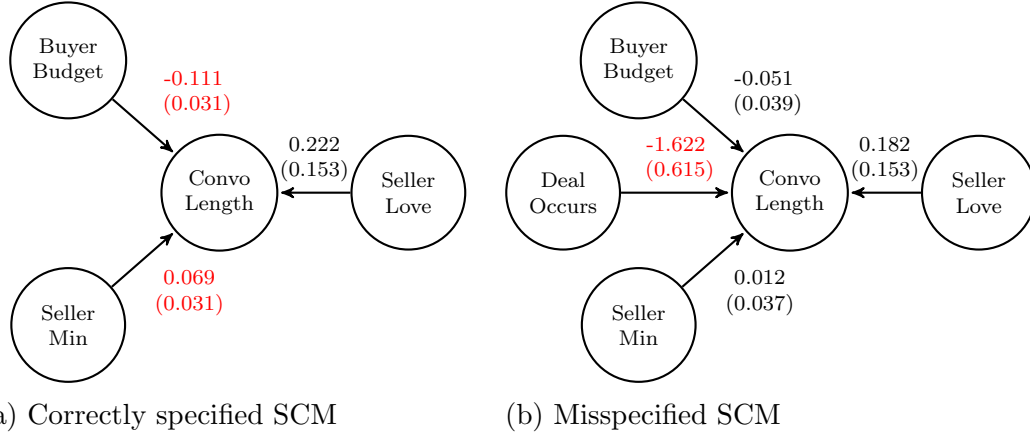 Buyer
Budget
-0.111
(0.031)
Convo
Length
0.222
(0.153)
Seller
Love
0.069
(0.031)
Seller
Min
) Correctly specified SCM
Buyer
Budget
-0.051
(0.039)
Deal
Occurs
-1.622
(0.615)
Convo
Length
0.182
(0.153)
Seller
Love
0.012
(0.037)
Seller
Min
(b) Misspecified SCM